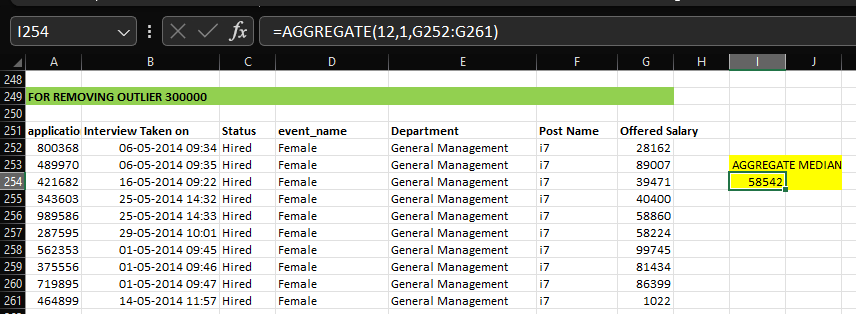 I254 fx =AGGREGATE(12,1,G252:G261)
A B C D E F G H I J
248
249 FOR REMOVING OUTLIER 300000
250
251 applicatio Interview Taken on Status event_name Department Post Name Offered Salary
252 800368 06-05-2014 09:34 Hired Female General Management i7 28162
253 489970 06-05-2014 09:35 Hired Female General Management i7 89007 AGGREGATE MEDIAN
254 421682 16-05-2014 09:22 Hired Female General Management i7 39471 58542
255 343603 25-05-2014 14:32 Hired Female General Management i7 40400
256 989586 25-05-2014 14:33 Hired Female General Management i7 58860
257 287595 29-05-2014 10:01 Hired Female General Management i7 58224
258 562353 01-05-2014 09:45 Hired Female General Management i7 99745
259 375556 01-05-2014 09:46 Hired Female General Management i7 81434
260 719895 01-05-2014 09:47 Hired Female General Management i7 86399
261 464899 14-05-2014 11:57 Hired Female General Management i7 1022